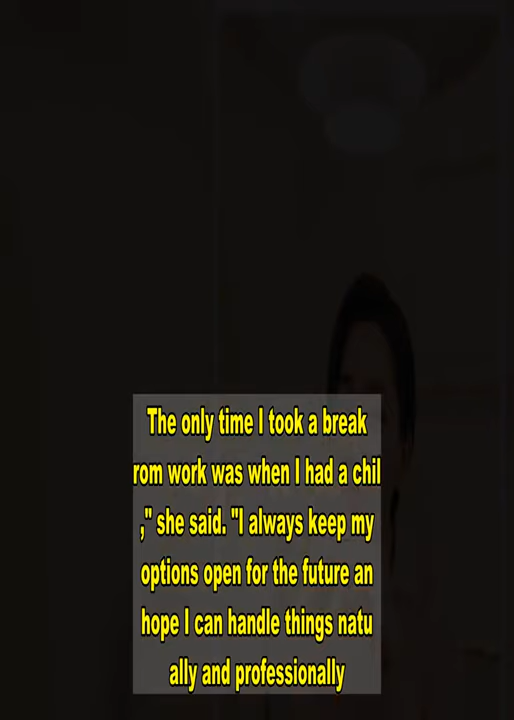 The only time I took a break
rom work was when I had a chil
," she said. "I always keep my
options open for the future an
hope I can handle things natu
ally and professionally